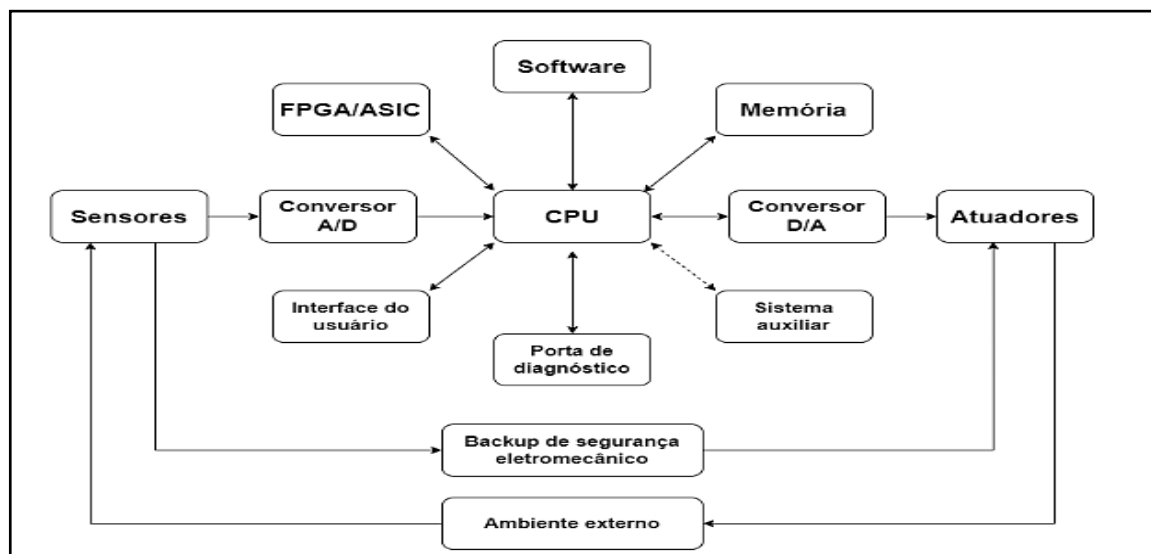 Software
FPGA/ASIC
Memória
Sensores
Conversor
A/D
CPU
Conversor
D/A
Atuadores
Interface do
usuário
Sistema
auxiliar
Porta de
diagnóstico
Backup de segurança
eletromecânico
Ambiente externo